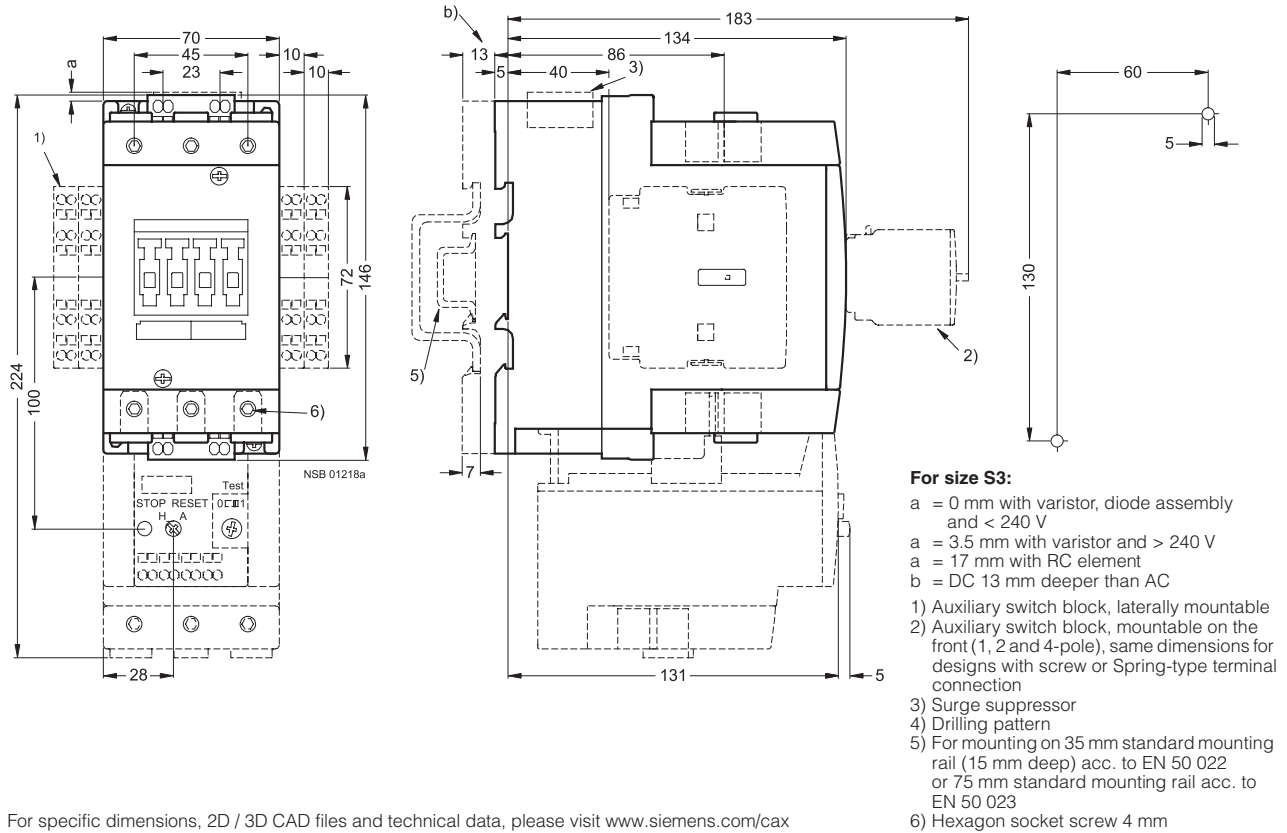 b)
183
70
134
45
10
13
86
60
a
23
10
5
40
3)
1)
5
130
72
146
a
224
100
5)
2)
6)
7
NSB 01218a
Test
STOP RESET
0 1
H A
28
131
5
For size S3:
a = 0 mm with varistor, diode assembly
and < 240 V
a = 3.5 mm with varistor and > 240 V
a = 17 mm with RC element
b = DC 13 mm deeper than AC
1) Auxiliary switch block, laterally mountable
2) Auxiliary switch block, mountable on the
front (1, 2 and 4-pole), same dimensions for
designs with screw or Spring-type terminal
connection
3) Surge suppressor
4) Drilling pattern
5) For mounting on 35 mm standard mounting
rail (15 mm deep) acc. to EN 50 022
or 75 mm standard mounting rail acc. to
EN 50 023
6) Hexagon socket screw 4 mm
For specific dimensions, 2D / 3D CAD files and technical data, please visit www.siemens.com/cax